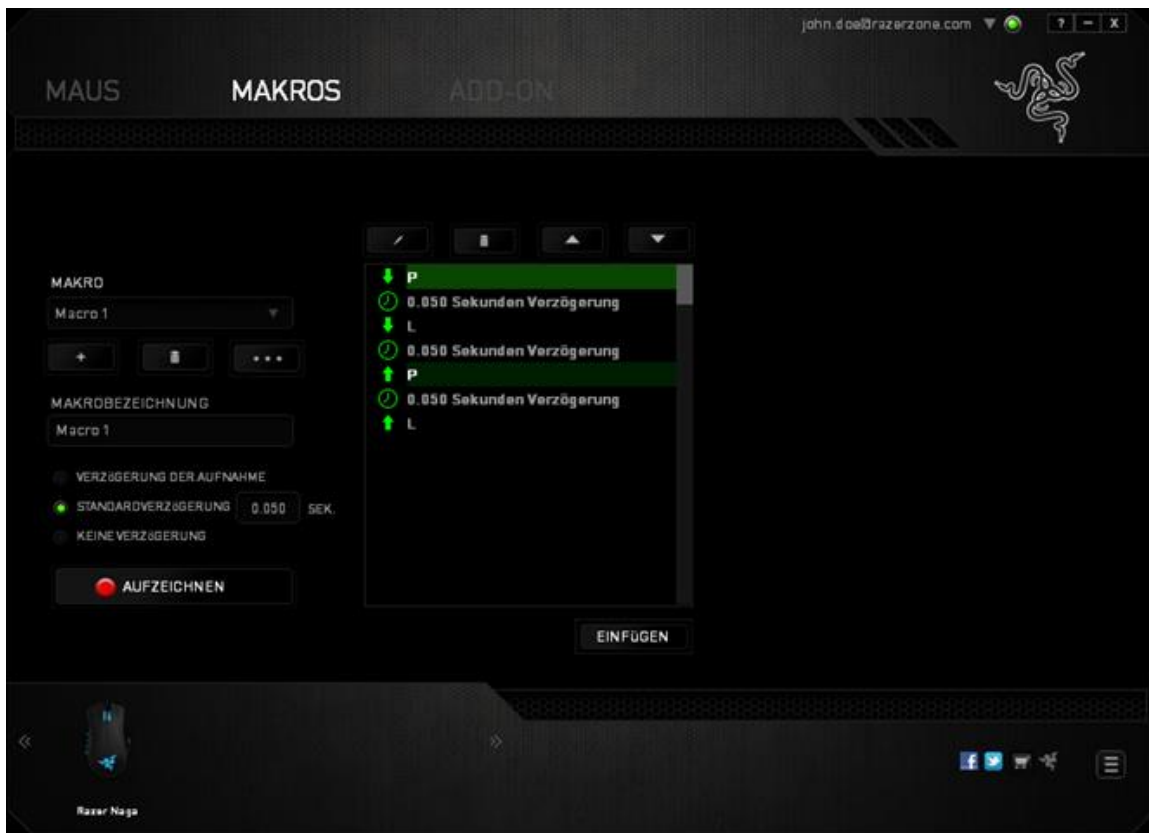 john.doe@razerzone.com
? – X
MAUS MAKROS ADD-ON
MAKRO
Macro 1
MAKROBEZEICHNUNG
Macro 1
VERZÖGERUNG DER AUFNAHME
STANDARDVERZÖGERUNG 0.050 SEK.
KEINE VERZÖGERUNG
AUFZEICHNEN
P
0.050 Sekunden Verzögerung
L
0.050 Sekunden Verzögerung
P
0.050 Sekunden Verzögerung
L
EINFÜGEN
Razer Naga